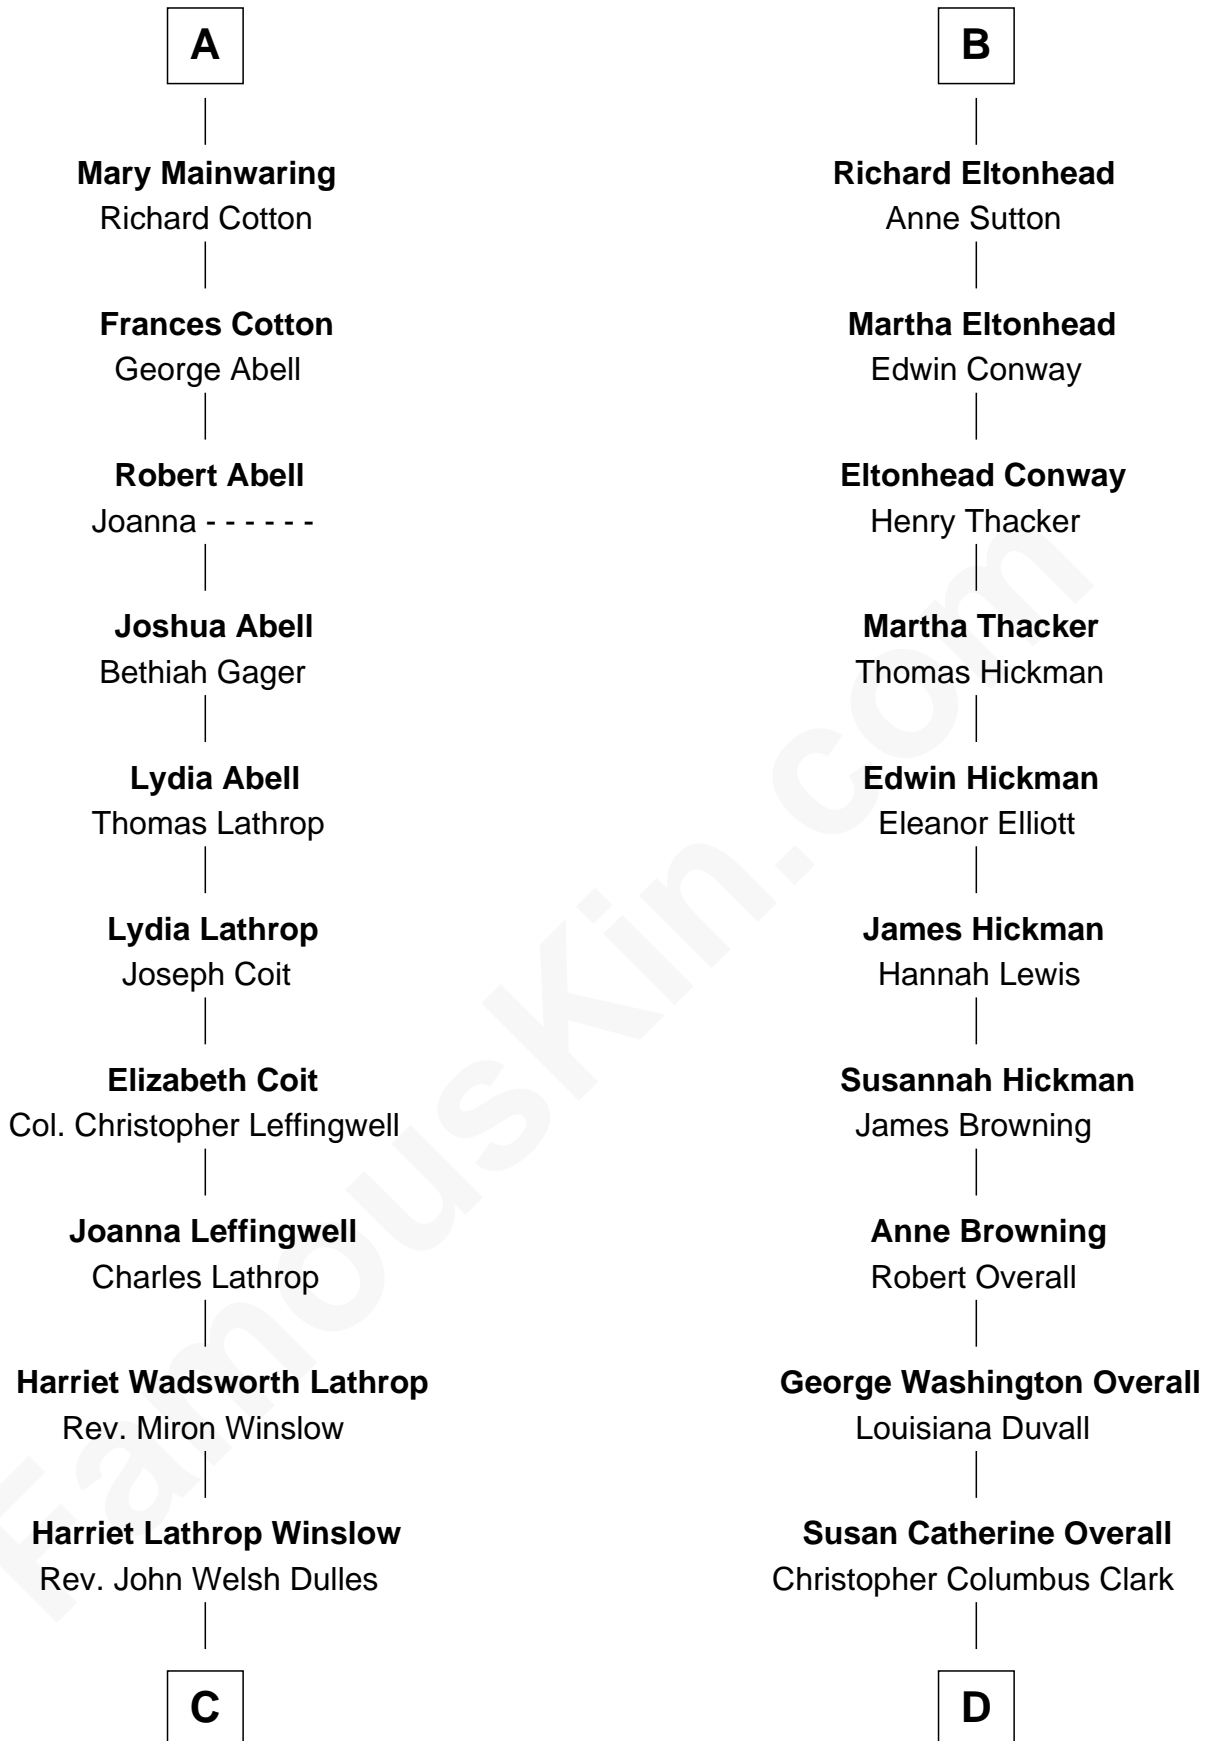 A
Mary Mainwaring
Richard Cotton
Frances Cotton
George Abell
Robert Abell
Joanna - - - - - -
Joshua Abell
Bethiah Gager
Lydia Abell
Thomas Lathrop
Lydia Lathrop
Joseph Coit
Elizabeth Coit
Col. Christopher Leffingwell
Joanna Leffingwell
Charles Lathrop
Harriet Wadsworth Lathrop
Rev. Miron Winslow
Harriet Lathrop Winslow
Rev. John Welsh Dulles
C
B
Richard Eltonhead
Anne Sutton
Martha Eltonhead
Edwin Conway
Eltonhead Conway
Henry Thacker
Martha Thacker
Thomas Hickman
Edwin Hickman
Eleanor Elliott
James Hickman
Hannah Lewis
Susannah Hickman
James Browning
Anne Browning
Robert Overall
George Washington Overall
Louisiana Duvall
Susan Catherine Overall
Christopher Columbus Clark
D
FamousKin.com